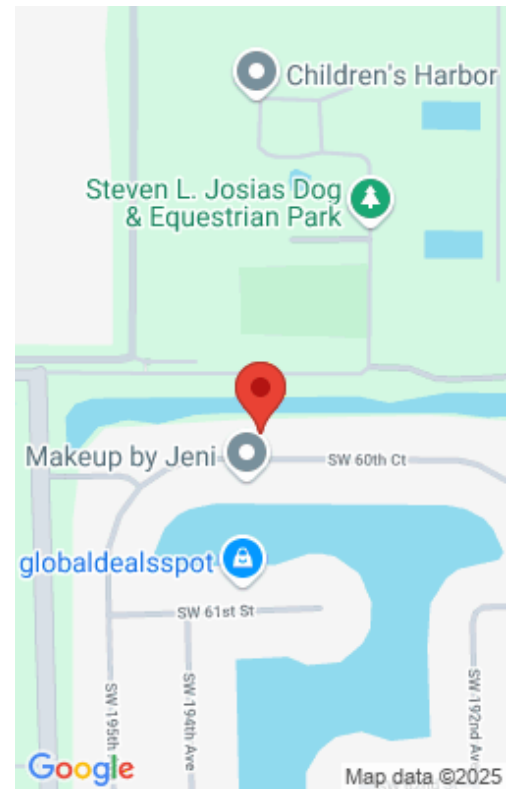 Children's Harbor
Steven L. Josias Dog
& Equestrian Park
Makeup by Jeni
SW 60th Ct
globaldealsspot
SW 61st St
SW 195th
SW 194th Ave
SW 192nd Av
Google
Map data ©2025